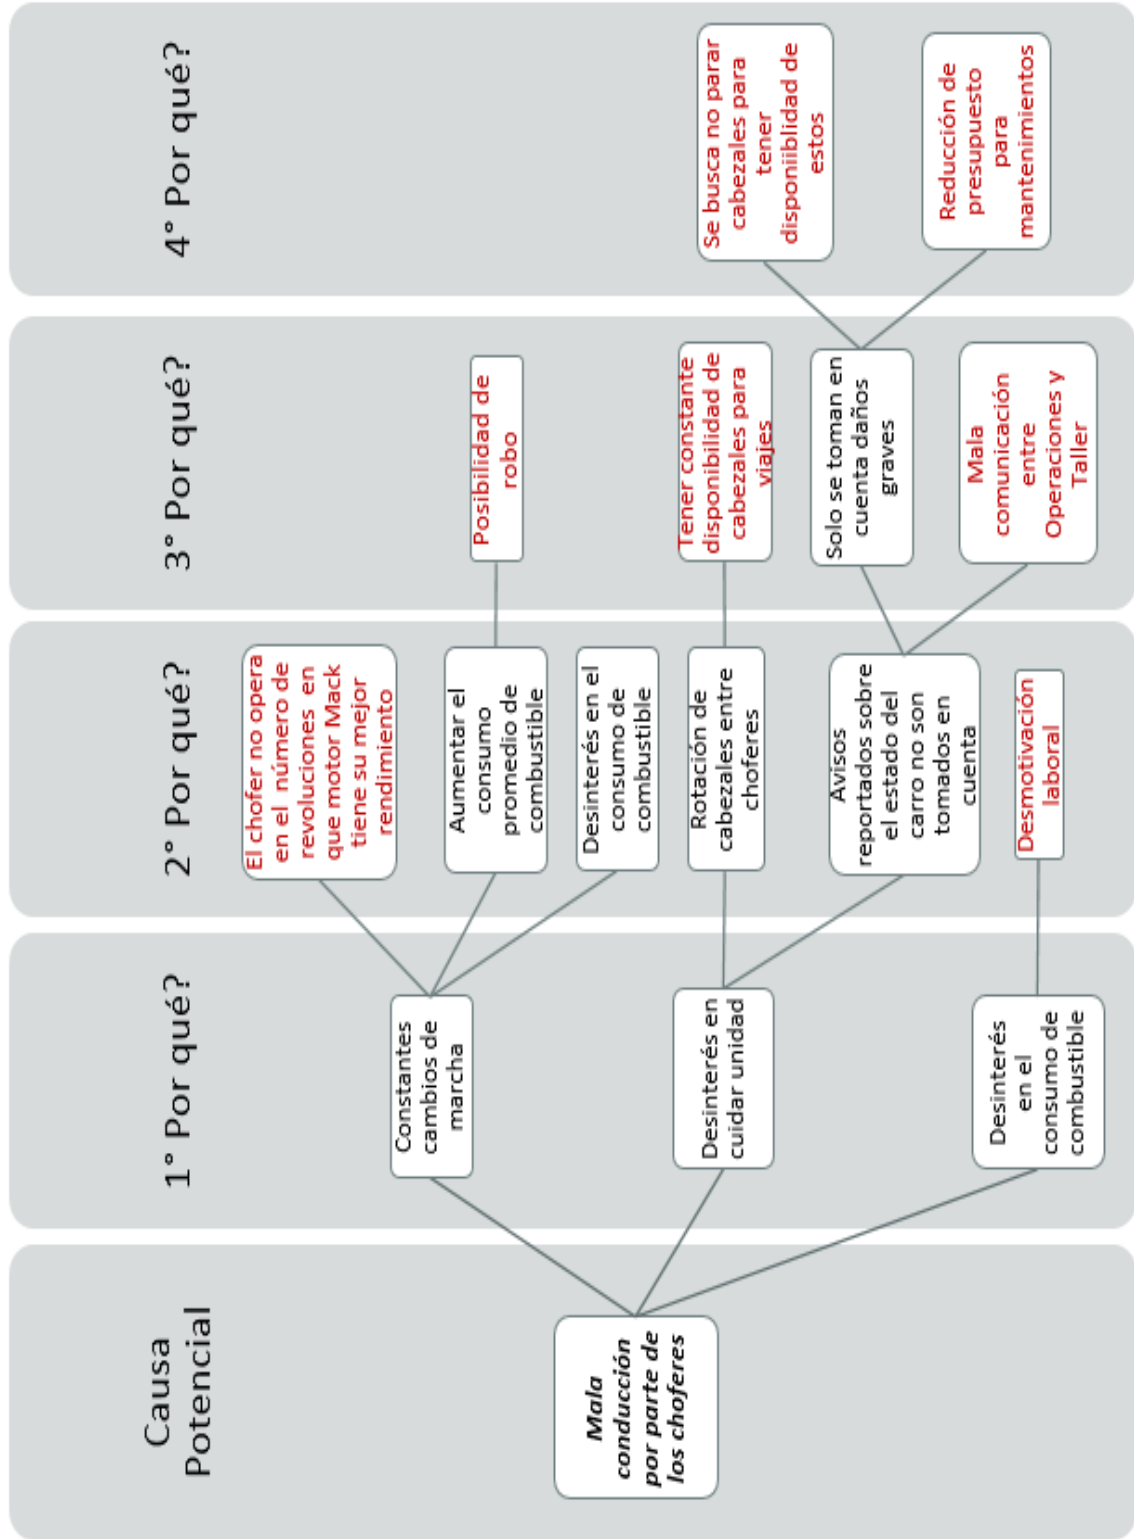 Causa
Potencial
1° Por qué?
2° Por qué?
3° Por qué?
4° Por qué?
Mala
conducción
por parte de
los choferes
Constantes
cambios de
marcha
Desinterés en
cuidar unidad
Desinterés
en el
consumo de
combustible
El chofer no opera
en el número de
revoluciones en
que motor Mack
tiene su mejor
rendimiento
Aumentar el
consumo
promedio de
combustible
Desinterés en el
consumo de
combustible
Rotación de
cabezales entre
choferes
Avisos
reportados sobre
el estado del
carro no son
tomados en
cuenta
Desmotivación
laboral
Posibilidad de
robo
Tener constante
disponibilidad de
cabezales para
viajes
Solo se toman en
cuenta daños
graves
Mala
comunicación
entre
Operaciones y
Taller
Se busca no parar
cabezales para
tener
disponiiblidad de
estos
Reducción de
presupuesto
para
mantenimientos